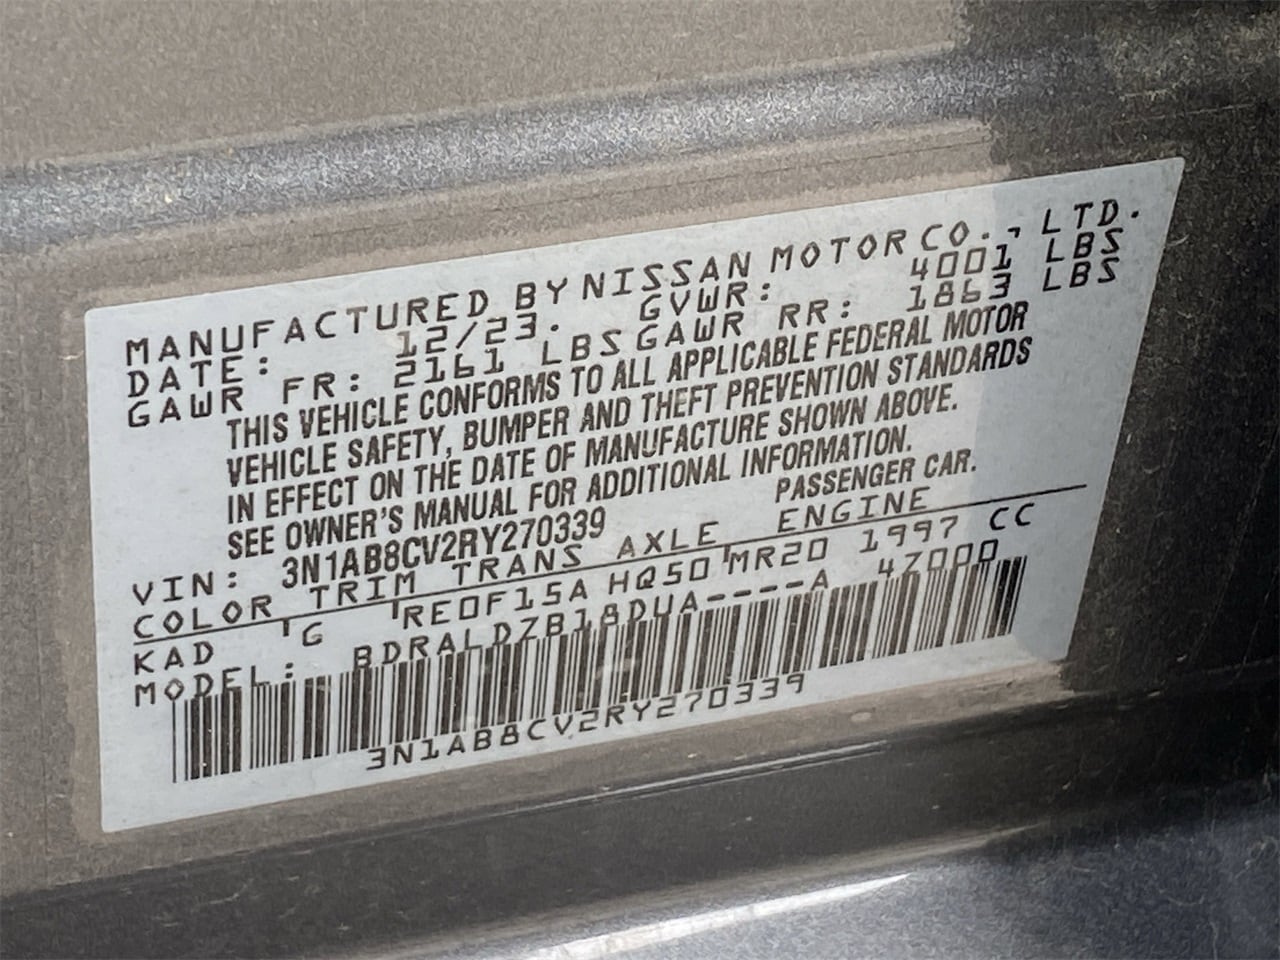 MANUFACTURED BY NISSAN MOTOR CO., LTD.
DATE: 12/23. GVWR: 4001 LBS
GAWR FR: 2161 LBS GAWR RR: 1863 LBS
THIS VEHICLE CONFORMS TO ALL APPLICABLE FEDERAL MOTOR
VEHICLE SAFETY, BUMPER AND THEFT PREVENTION STANDARDS
IN EFFECT ON THE DATE OF MANUFACTURE SHOWN ABOVE.
SEE OWNER'S MANUAL FOR ADDITIONAL INFORMATION.
VIN: 3N1AB8CV2RY270339 PASSENGER CAR.
COLOR TRIM TRANS AXLE ENGINE
KAD G RE0F15A HQ50 MR20 1997 CC
MODEL: BDRALDZB18DUA----A 47000
3N1AB8CV2RY270339